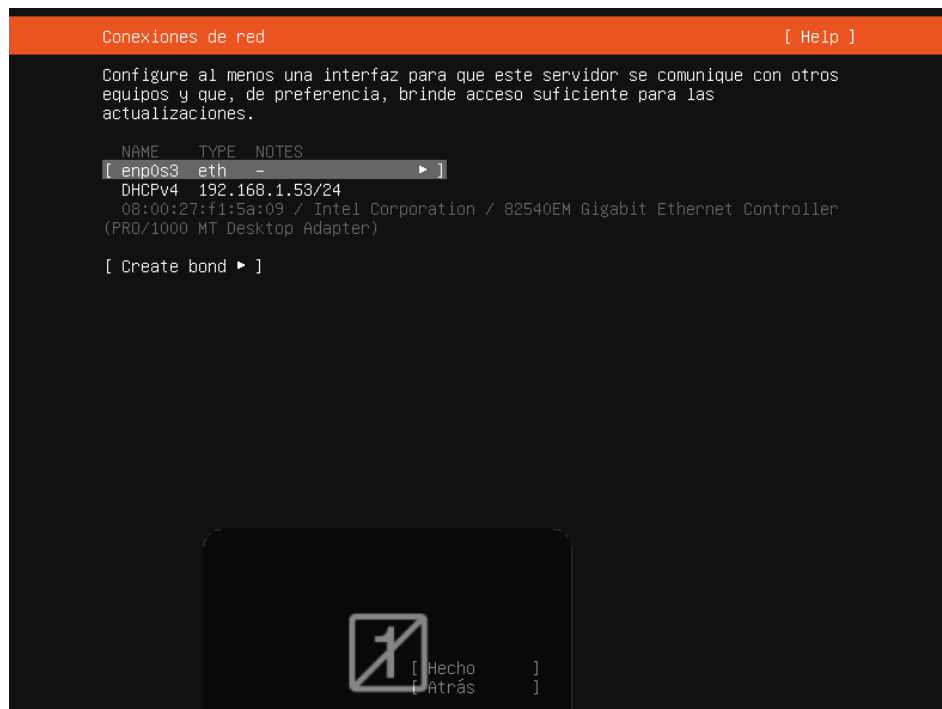 Conexiones de red [ Help ]
Configure al menos una interfaz para que este servidor se comunique con otros
equipos y que, de preferencia, brinde acceso suficiente para las
actualizaciones.
NAME TYPE NOTES
[ enp0s3 eth - ▸ ]
DHCPv4 192.168.1.53/24
08:00:27:f1:5a:09 / Intel Corporation / 82540EM Gigabit Ethernet Controller
(PRO/1000 MT Desktop Adapter)
[ Create bond ▸ ]
1
[ Hecho ]
[ Atrás ]